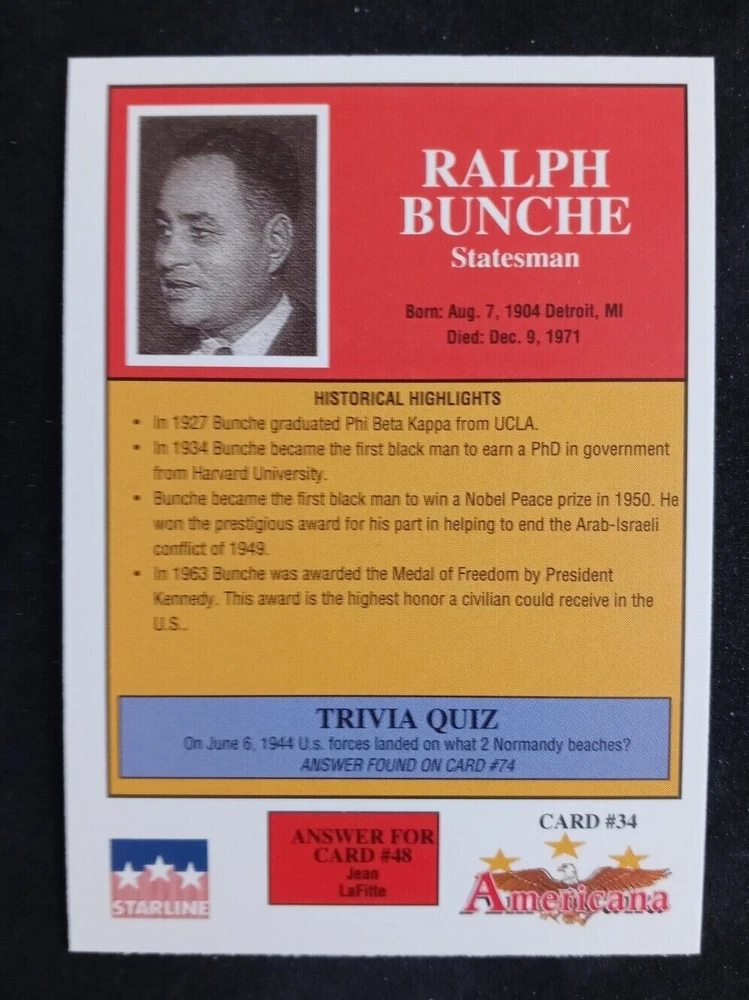 RALPH
BUNCHE
Statesman
Born: Aug. 7, 1904 Detroit, MI
Died: Dec. 9, 1971
HISTORICAL HIGHLIGHTS
• In 1927 Bunche graduated Phi Beta Kappa from UCLA.
• In 1934 Bunche became the first black man to earn a PhD in government
from Harvard University.
• Bunche became the first black man to win a Nobel Peace prize in 1950. He
won the prestigious award for his part in helping to end the Arab-Israeli
conflict of 1949.
• In 1963 Bunche was awarded the Medal of Freedom by President
Kennedy. This award is the highest honor a civilian could receive in the
U.S..
TRIVIA QUIZ
On June 6, 1944 U.s. forces landed on what 2 Normandy beaches?
ANSWER FOUND ON CARD #74
STARLINE
ANSWER FOR
CARD #48
Jean
LaFitte
CARD #34
Americana